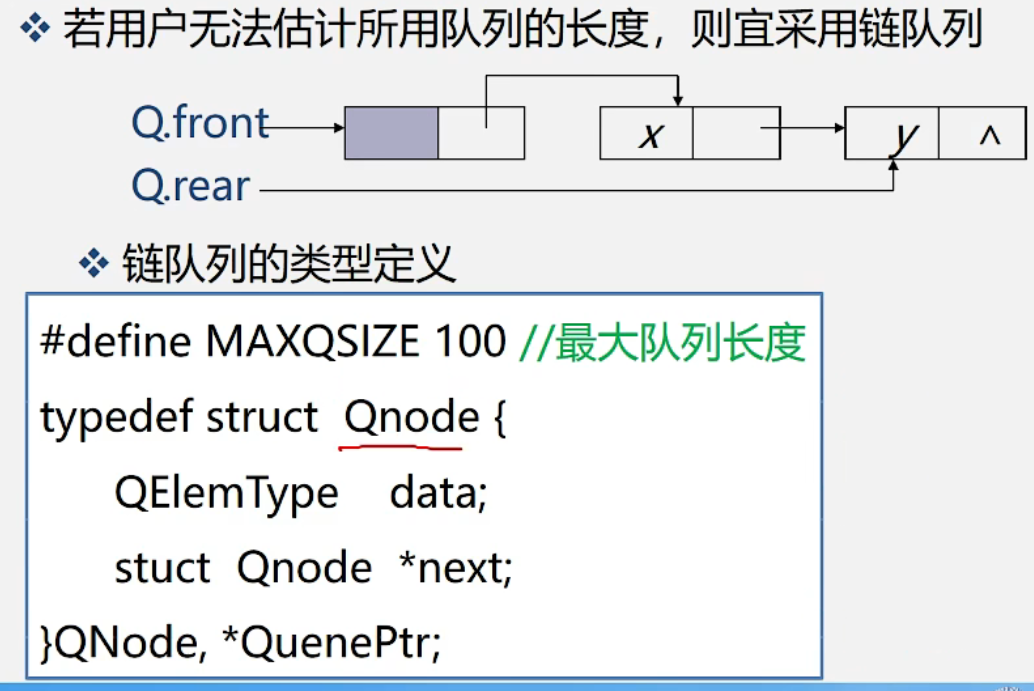 若用户无法估计所用队列的长度，则宜采用链队列
Q.front
x
y ^
Q.rear
链队列的类型定义
#define MAXQSIZE 100 //最大队列长度
typedef struct Qnode {
QElemType data;
stuct Qnode *next;
}QNode, *QuenePtr;